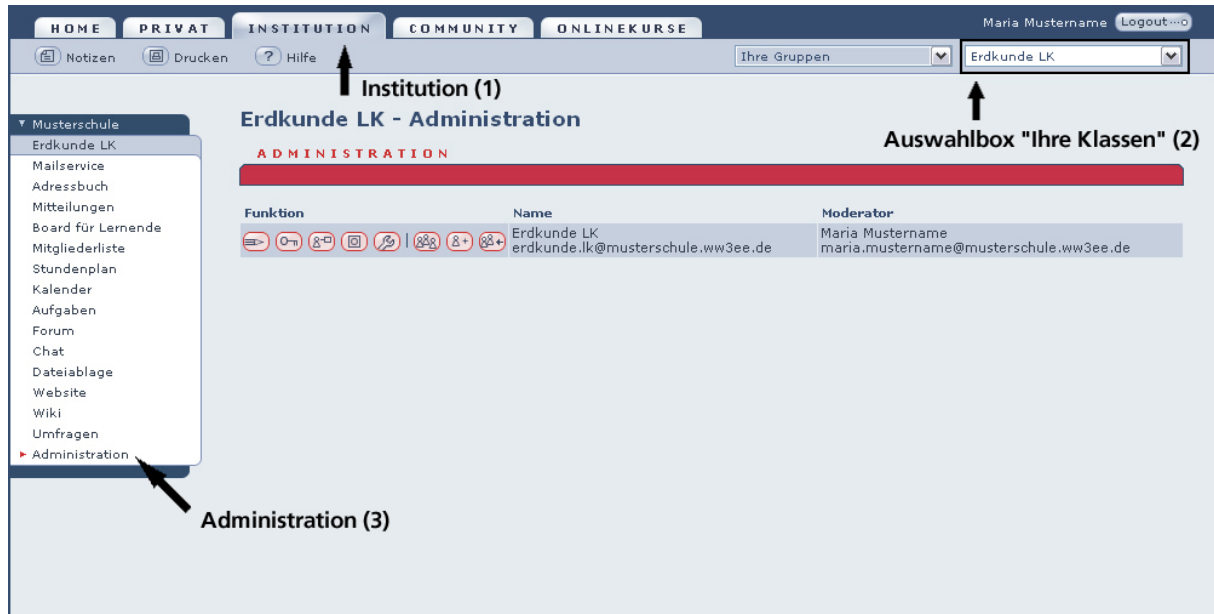 HOME PRIVAT INSTITUTION COMMUNITY ONLINEKURSE Maria Mustername Logout
Notizen Drucken ? Hilfe Ihre Gruppen Erdkunde LK
Institution (1)
Auswahlbox "Ihre Klassen" (2)
Musterschule
Erdkunde LK
Mailservice
Adressbuch
Mitteilungen
Board für Lernende
Mitgliederliste
Stundenplan
Kalender
Aufgaben
Forum
Chat
Dateiablage
Website
Wiki
Umfragen
Administration
Administration (3)
Erdkunde LK - Administration
ADMINISTRATION
Funktion Name Moderator
Erdkunde LK Maria Mustername
erdkunde.lk@musterschule.ww3ee.de maria.mustername@musterschule.ww3ee.de